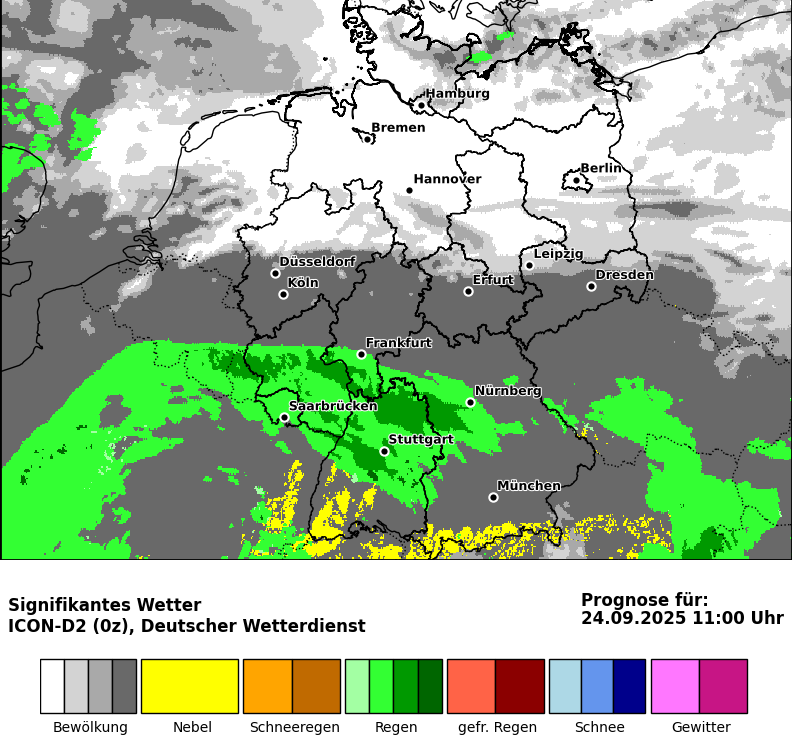 Hamburg
Bremen
Berlin
Hannover
Leipzig
Düsseldorf
Dresden
Köln
Erfurt
Frankfurt
Nürnberg
Saarbrücken
Stuttgart
München
Signifikantes Wetter
ICON-D2 (0z), Deutscher Wetterdienst
Prognose für:
24.09.2025 11:00 Uhr
Bewölkung Nebel Schneeregen Regen gefr. Regen Schnee Gewitter